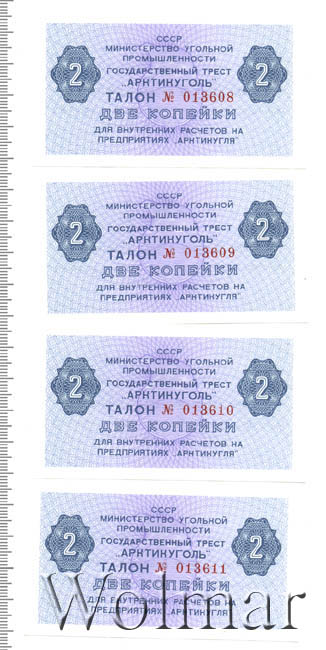 СССР
МИНИСТЕРСТВО УГОЛЬНОЙ
ПРОМЫШЛЕННОСТИ
ГОСУДАРСТВЕННЫЙ ТРЕСТ
„АРКТИКУГОЛЬ"
2 2
ТАЛОН № 013608
ДВЕ КОПЕЙКИ
ДЛЯ ВНУТРЕННИХ РАСЧЕТОВ НА
ПРЕДПРИЯТИЯХ „АРКТИКУГЛЯ"
СССР
МИНИСТЕРСТВО УГОЛЬНОЙ
ПРОМЫШЛЕННОСТИ
ГОСУДАРСТВЕННЫЙ ТРЕСТ
„АРКТИКУГОЛЬ"
2 2
ТАЛОН № 013609
ДВЕ КОПЕЙКИ
ДЛЯ ВНУТРЕННИХ РАСЧЕТОВ НА
ПРЕДПРИЯТИЯХ „АРКТИКУГЛЯ"
СССР
МИНИСТЕРСТВО УГОЛЬНОЙ
ПРОМЫШЛЕННОСТИ
ГОСУДАРСТВЕННЫЙ ТРЕСТ
„АРКТИКУГОЛЬ"
2 2
ТАЛОН № 013610
ДВЕ КОПЕЙКИ
ДЛЯ ВНУТРЕННИХ РАСЧЕТОВ НА
ПРЕДПРИЯТИЯХ „АРКТИКУГЛЯ"
СССР
МИНИСТЕРСТВО УГОЛЬНОЙ
ПРОМЫШЛЕННОСТИ
ГОСУДАРСТВЕННЫЙ ТРЕСТ
„АРКТИКУГОЛЬ"
2 2
ТАЛОН № 013611
ДВЕ КОПЕЙКИ
ДЛЯ ВНУТРЕННИХ РАСЧЕТОВ НА
ПРЕДПРИЯТИЯХ „АРКТИКУГЛЯ"
Wolmar